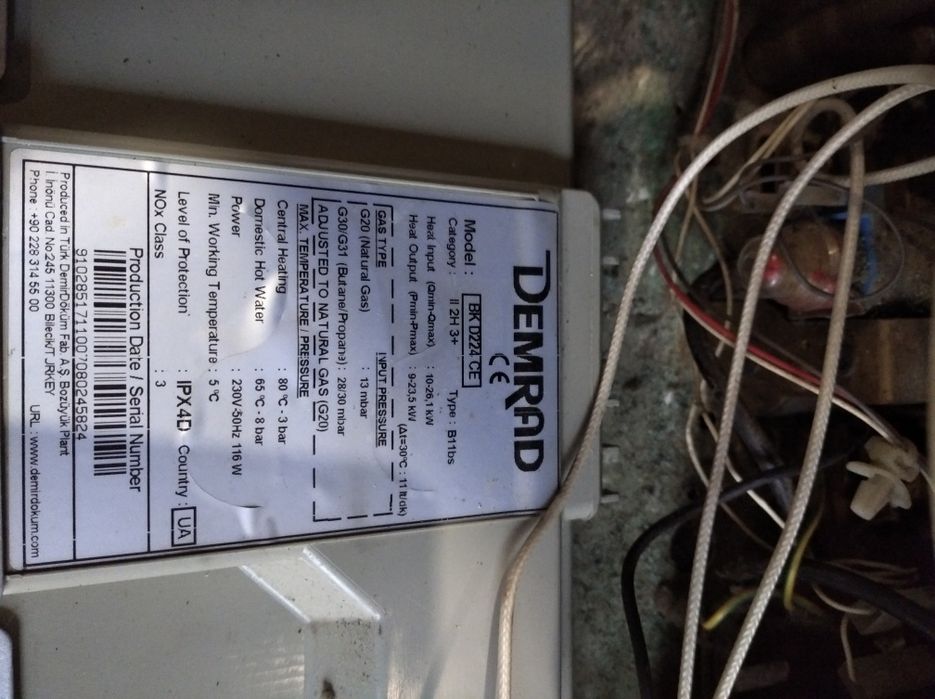 DEMRAD
CE
Model : BK D224 CE Type : B11bs
Category : II 2H 3+
Heat Input (Qmin-Qmax) : 10-26,1 kW
Heat Output (Pmin-Pmax) : 9-23,5 kW (Δt=30°C : 11 lt/dk)
GAS TYPE INPUT PRESSURE
G20 (Natural Gas) : 13 mbar
G30/G31 (Butane/Propane) : 28/30 mbar
ADJUSTED TO NATURAL GAS (G20)
MAX. TEMPERATURE / PRESSURE
Central Heating : 80 °C - 3 bar
Domestic Hot Water : 65 °C - 8 bar
Power : 230V-50Hz 116 W
Min. Working Temperature : 5 °C
Level of Protection : IPX4D Country : UA
NOx Class : 3
Production Date / Serial Number
Produced in Türk DemirDöküm Fab. A.Ş. Bozüyük Plant
İ. İnönü Cad. No:245 11300 Bilecik/TURKEY
Phone : +90 228 314 55 00 URL : www.demirdokum.com